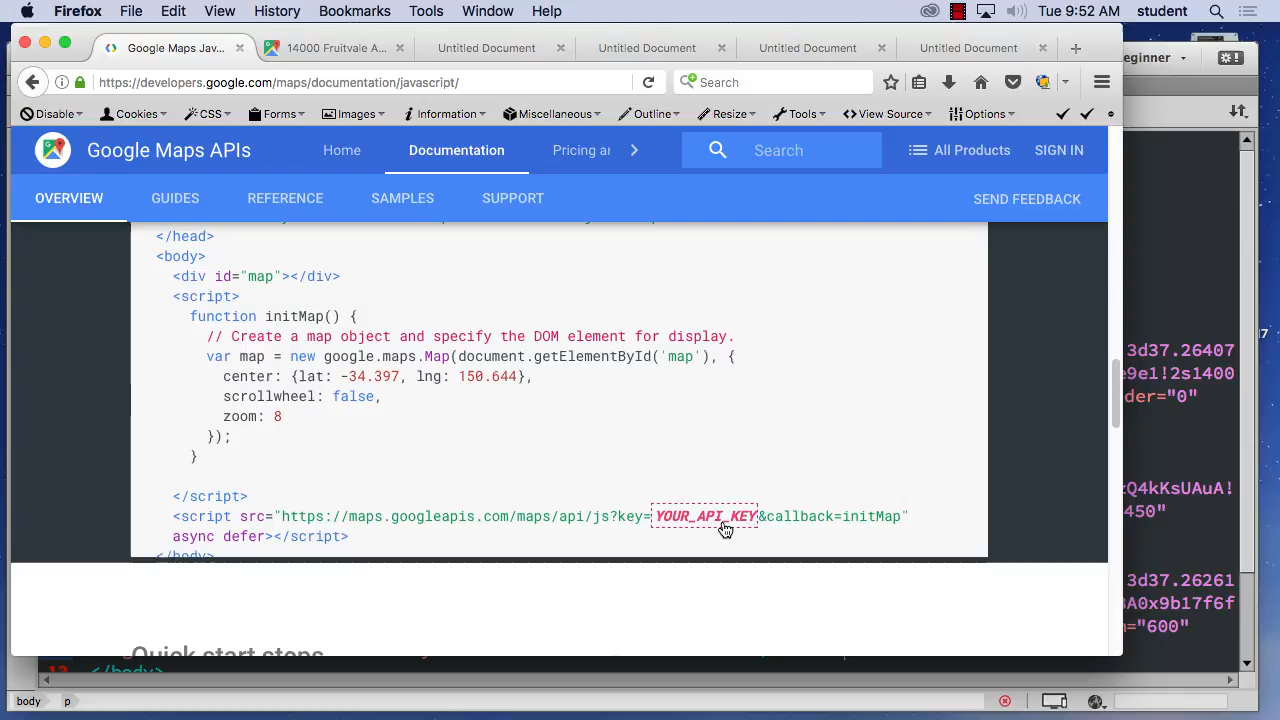 Firefox File Edit View History Bookmarks Tools Window Help Tue 9:52 AM student
Google Maps Jav... 14000 Fruitvale A... Untitled Doc... Untitled Document Untitled Document Untitled Document
eginner
https://developers.google.com/maps/documentation/javascript/ Search
Disable Cookies CSS Forms Images Information Miscellaneous Outline Resize Tools View Source Options
Google Maps APIs Home Documentation Pricing ar Search All Products SIGN IN
OVERVIEW GUIDES REFERENCE SAMPLES SUPPORT SEND FEEDBACK
</head>
<body>
<div id="map"></div>
<script>
function initMap() {
// Create a map object and specify the DOM element for display.
var map = new google.maps.Map(document.getElementById('map'), {
center: {lat: -34.397, lng: 150.644},
scrollwheel: false,
zoom: 8
});
}
</script>
<script src="https://maps.googleapis.com/maps/api/js?key=YOUR_API_KEY&callback=initMap"
async defer></script>
</body>
Quick start steps
3d37.26407
e9e1!2s1400
der="0"
zQ4kKsUAuA!
450"
3d37.26261
3A0x9b17f6f
="600"
13 </body>
body p